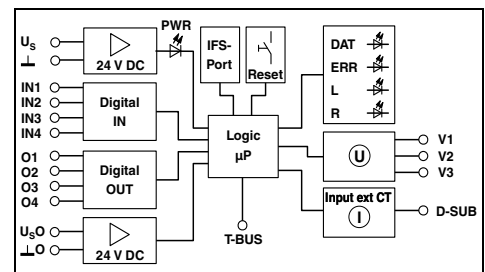 PWR
US
24 V DC
IFS-
Port
Reset
DAT
ERR
L
R
IN1
IN2
IN3
IN4
Digital
IN
Logic
µP
U
V1
V2
V3
O1
O2
O3
O4
Digital
OUT
Input ext CT
I
D-SUB
USO
O
24 V DC
T-BUS